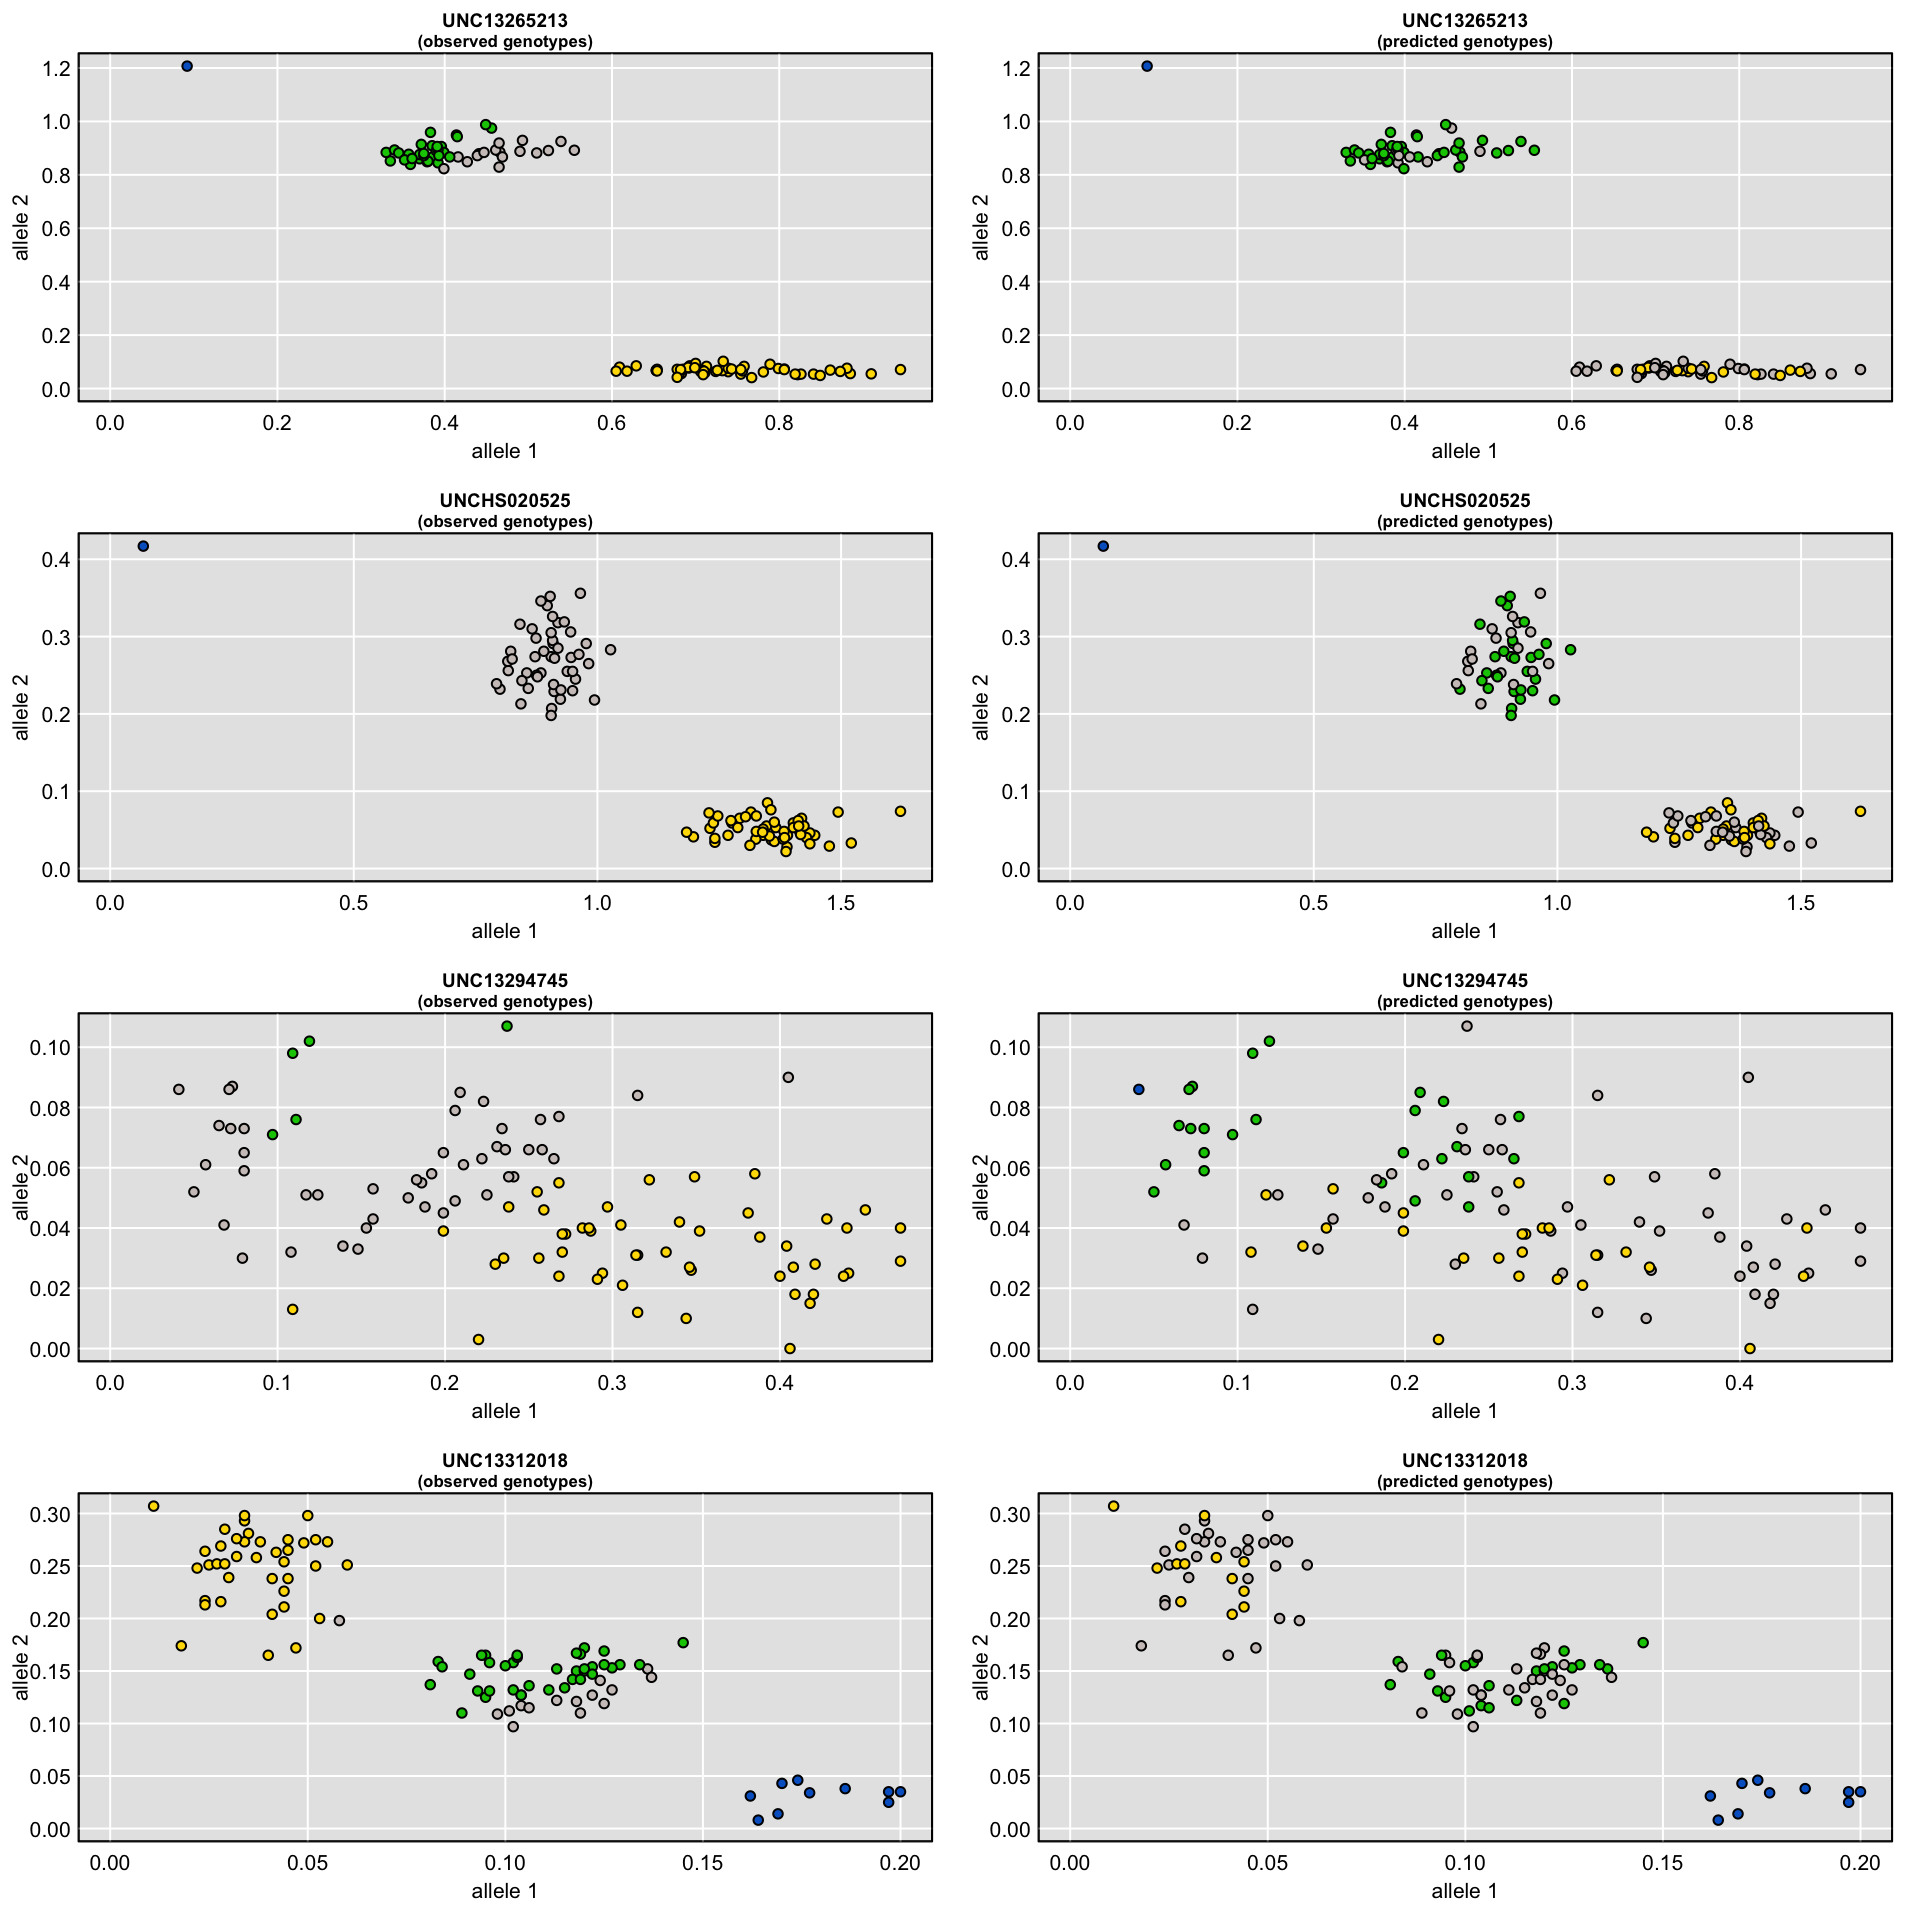 UNC13265213
(observed genotypes)
1.2
1.0
0.8
0.6
0.4
0.2
0.0
allele 2
0.0 0.2 0.4 0.6 0.8
allele 1
UNC13265213
(predicted genotypes)
1.2
1.0
0.8
0.6
0.4
0.2
0.0
allele 2
0.0 0.2 0.4 0.6 0.8
allele 1
UNCHS020525
(observed genotypes)
0.4
0.3
0.2
0.1
0.0
allele 2
0.0 0.5 1.0 1.5
allele 1
UNCHS020525
(predicted genotypes)
0.4
0.3
0.2
0.1
0.0
allele 2
0.0 0.5 1.0 1.5
allele 1
UNC13294745
(observed genotypes)
0.10
0.08
0.06
0.04
0.02
0.00
allele 2
0.0 0.1 0.2 0.3 0.4
allele 1
UNC13294745
(predicted genotypes)
0.10
0.08
0.06
0.04
0.02
0.00
allele 2
0.0 0.1 0.2 0.3 0.4
allele 1
UNC13312018
(observed genotypes)
0.30
0.25
0.20
0.15
0.10
0.05
0.00
allele 2
0.00 0.05 0.10 0.15 0.20
allele 1
UNC13312018
(predicted genotypes)
0.30
0.25
0.20
0.15
0.10
0.05
0.00
allele 2
0.00 0.05 0.10 0.15 0.20
allele 1